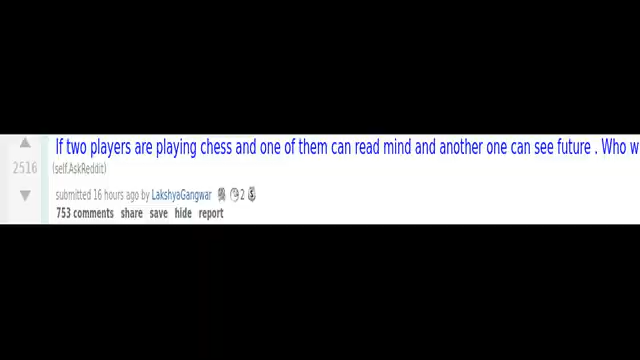 If two players are playing chess and one of them can read mind and another one can see future . Who w
2516
(self.AskReddit)
submitted 16 hours ago by LakshyaGangwar 2
753 comments share save hide report